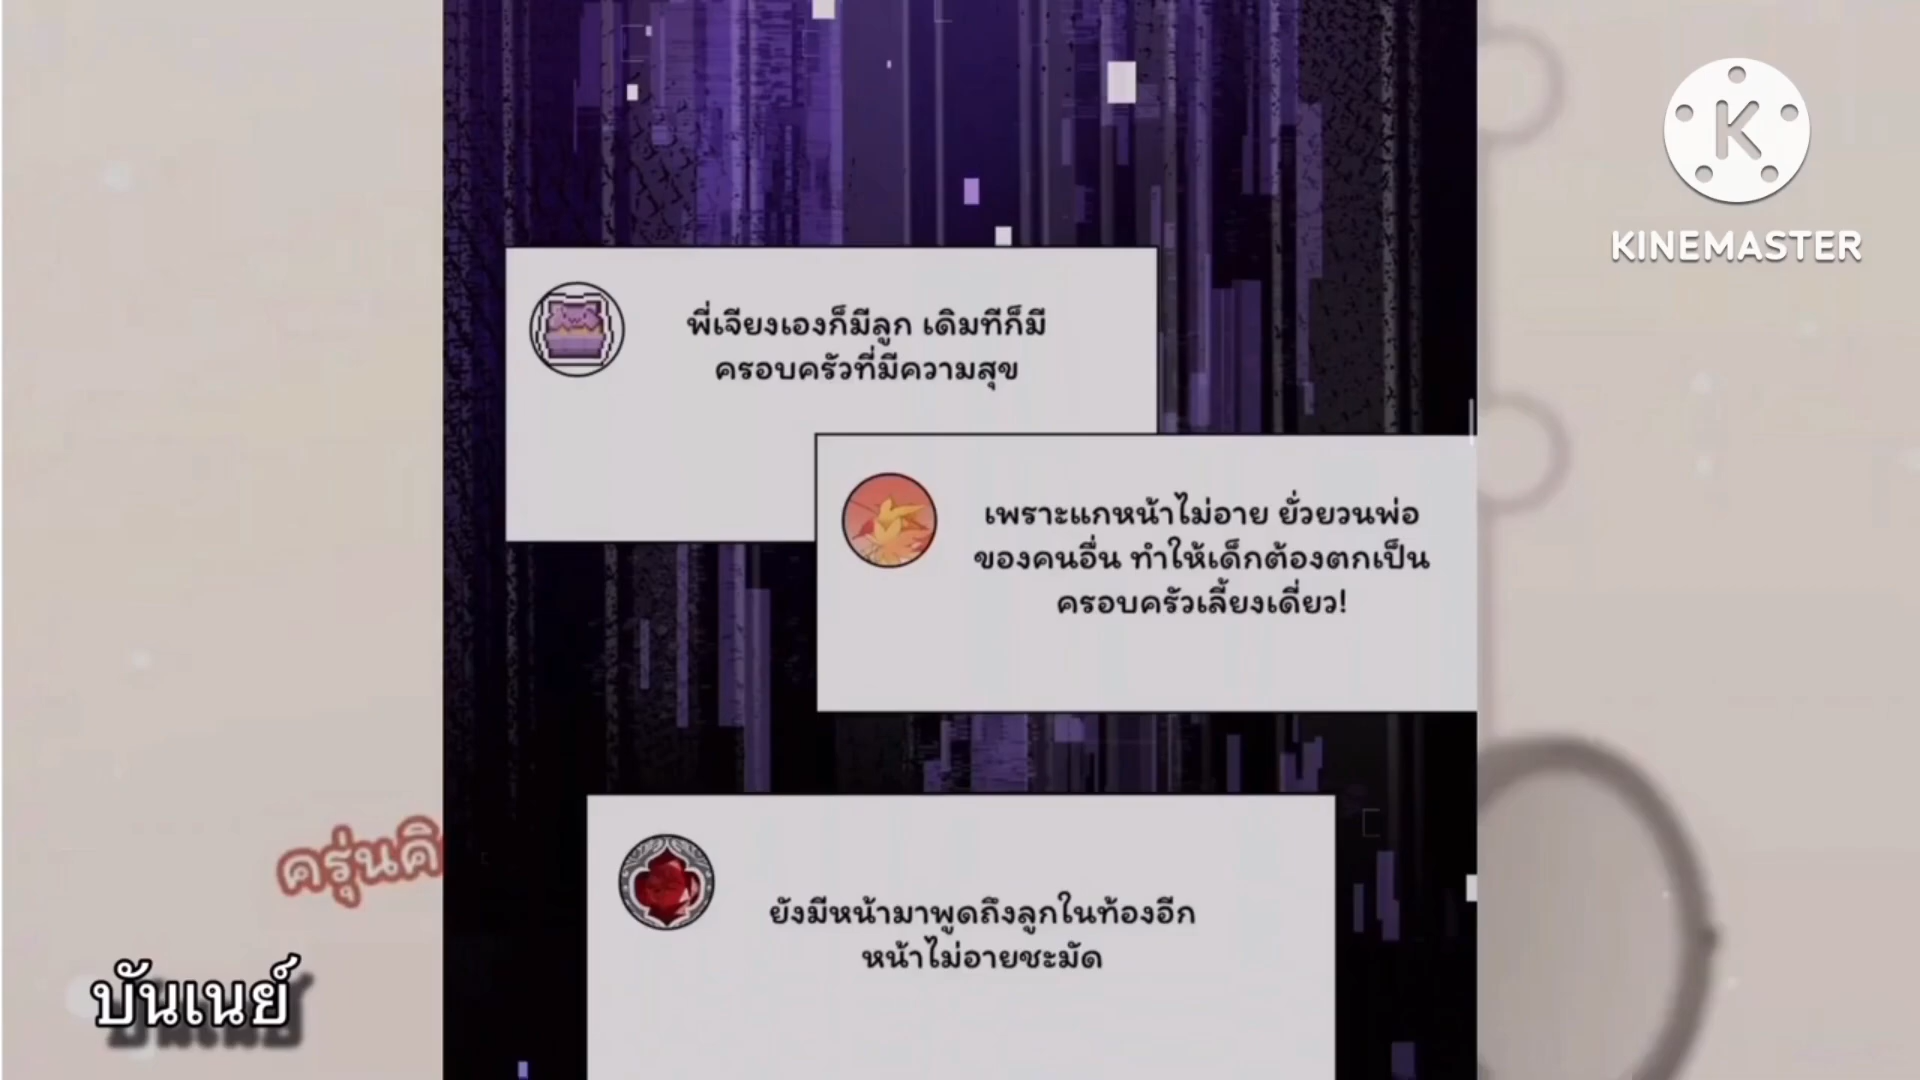 KINEMASTER
พี่เจียงเองก็มีลูก เดิมทีก็มี
ครอบครัวที่มีความสุข
เพราะแกหน้าไม่อาย ยั่วยวนพ่อ
ของคนอื่น ทำให้เด็กต้องตกเป็น
ครอบครัวเลี้ยงเดี่ยว!
ครุ่นคิ
ยังมีหน้ามาพูดถึงลูกในท้องอีก
หน้าไม่อายชะมัด
บันเนย์